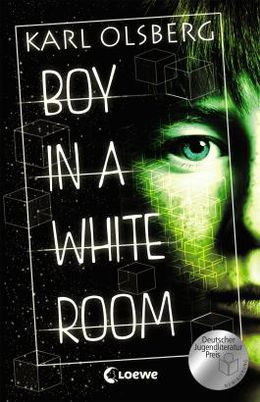 KARL OLSBERG
BOY
IN A
WHITE
ROOM
Deutscher
Jugendliteratur
Preis
Loewe